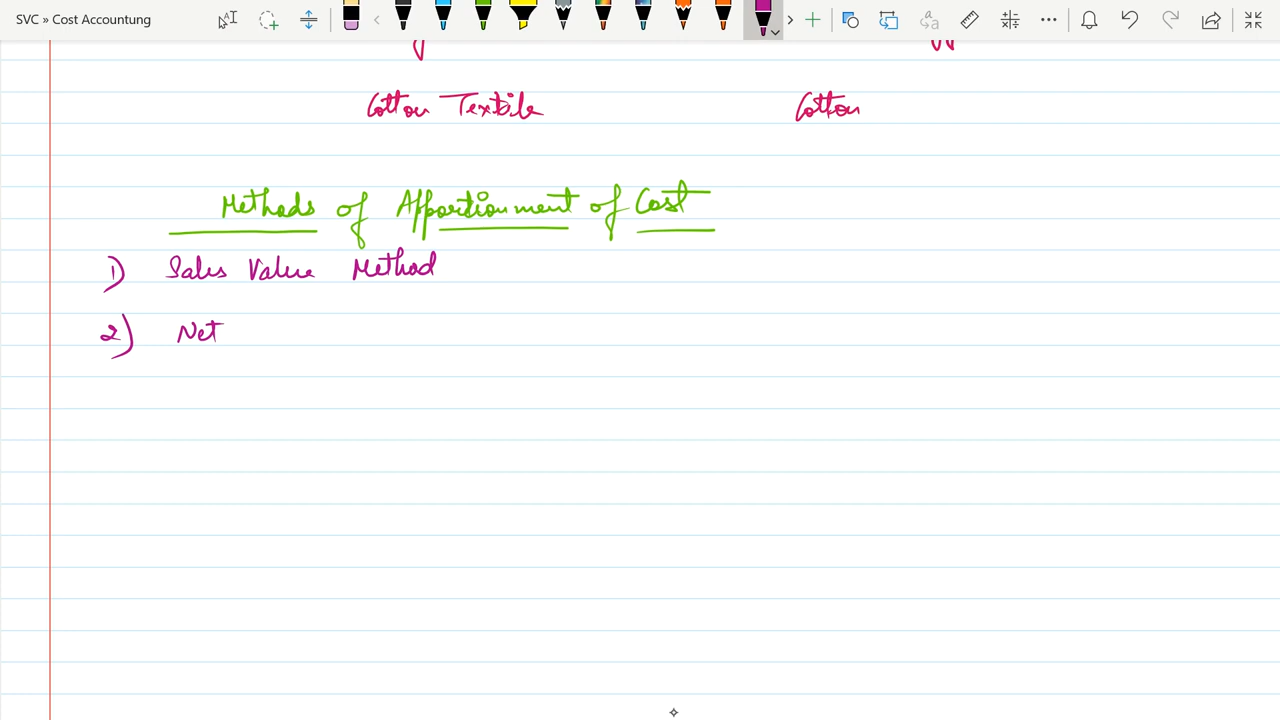 SVC » Cost Accountung
Cotton Textile Cotton
Methods of Apportionment of Cost
1) Sales Value Method
2) Net